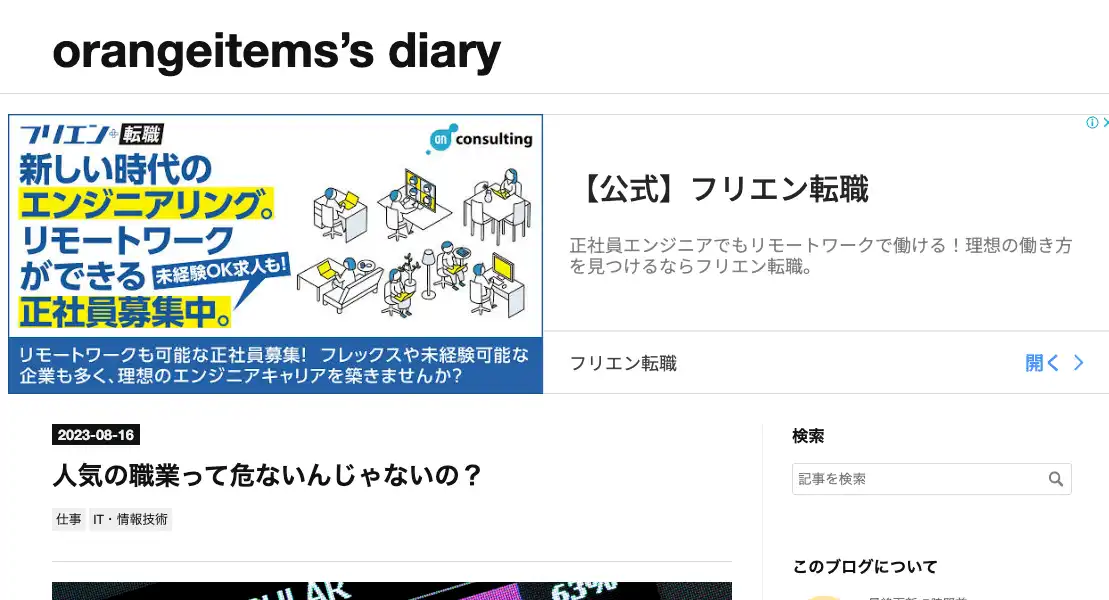 orangeitems’s diary
フリエン転職
an consulting
新しい時代の
エンジニアリング。
リモートワーク
ができる
未経験OK求人も!
正社員募集中。
リモートワークも可能な正社員募集! フレックスや未経験可能な
企業も多く、理想のエンジニアキャリアを築きませんか?
【公式】フリエン転職
正社員エンジニアでもリモートワークで働ける！理想の働き方
を見つけるならフリエン転職。
フリエン転職
開く
2023-08-16
人気の職業って危ないんじゃないの？
仕事 IT・情報技術
63%
検索
記事を検索
このブログについて